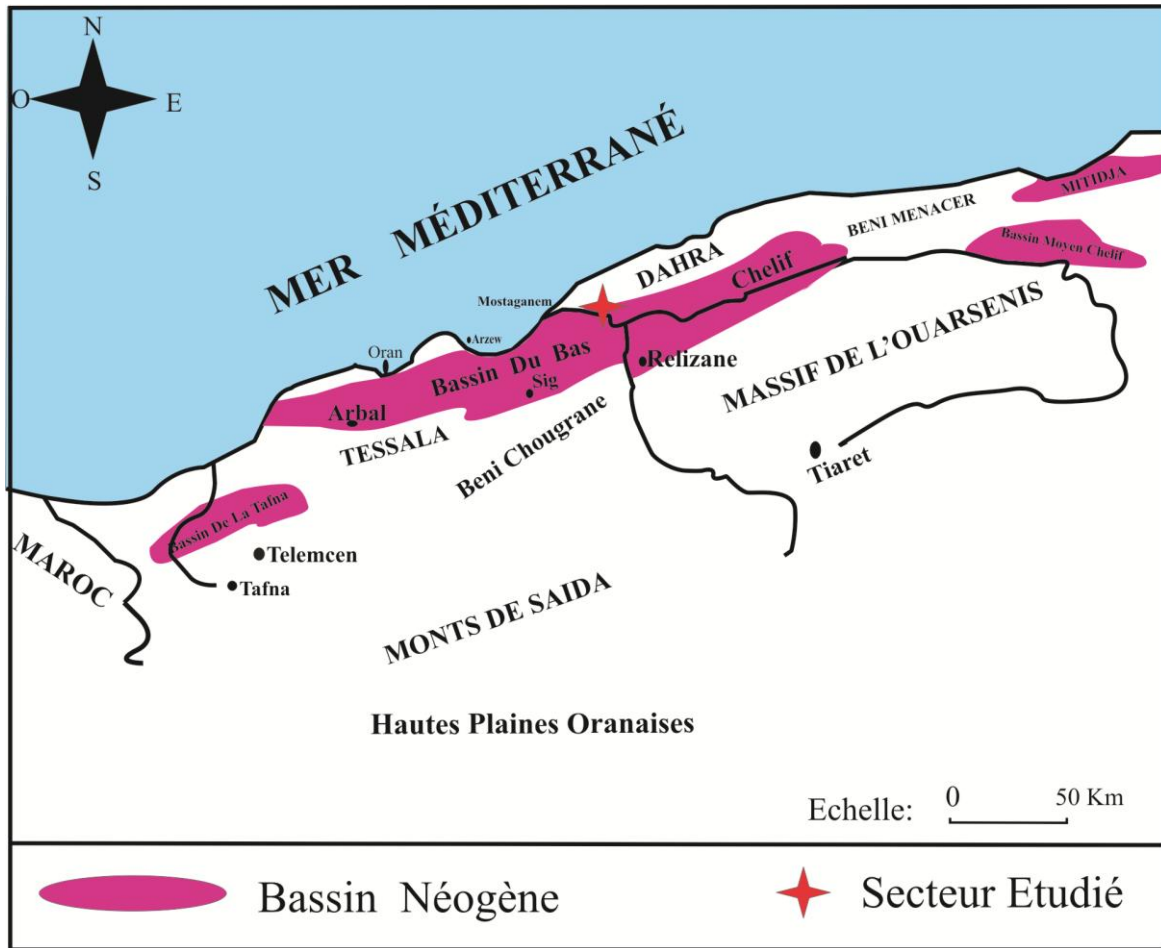 N
O
E
S
MER MÉDITERRANÉ
MITIDJA
BENI MENACER
Bassin Moyen Chelif
DAHRA
Chelif
Mostaganem
Arzew
Oran
Bassin Du Bas
Relizane
Sig
MASSIF DE L'OUARSENIS
Arbal
TESSALA
Beni Chougrane
Tiaret
Bassin De La Tafna
MAROC
Telemcen
Tafna
MONTS DE SAIDA
Hautes Plaines Oranaises
Echelle: 0 50 Km
Bassin Néogène
Secteur Etudié